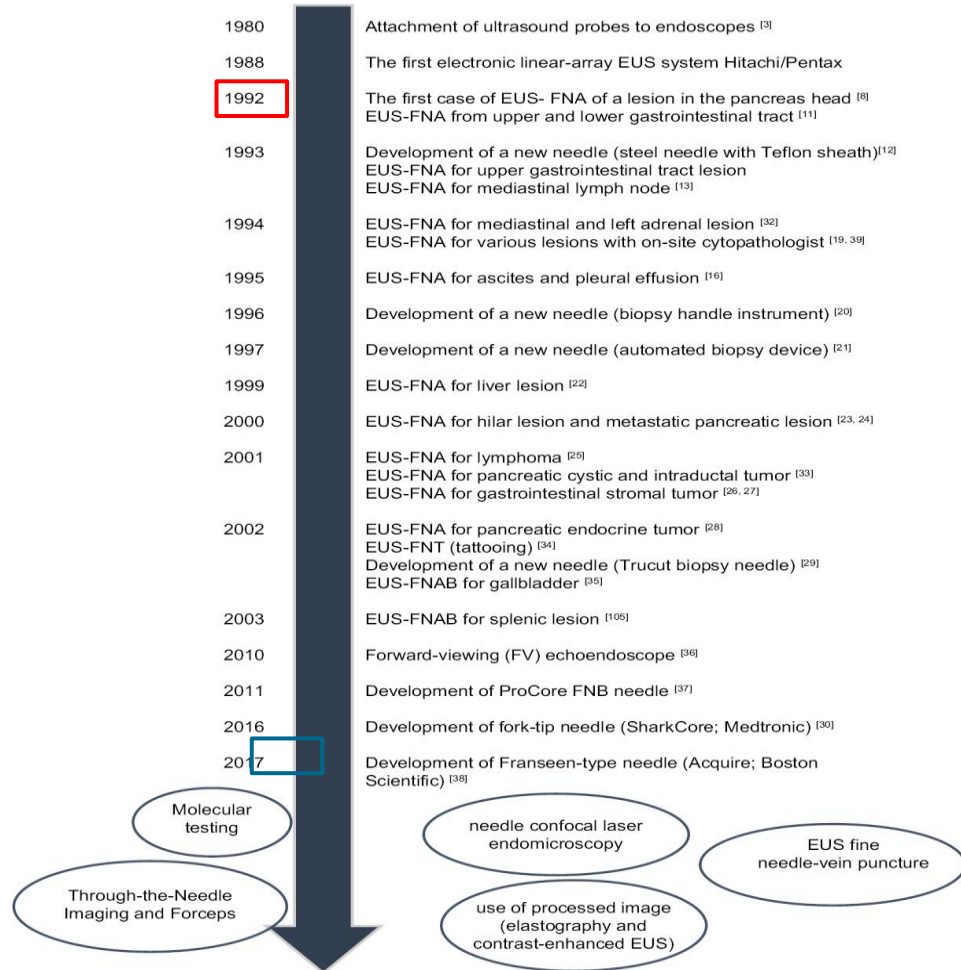 1980 Attachment of ultrasound probes to endoscopes [3]
1988 The first electronic linear-array EUS system Hitachi/Pentax
1992 The first case of EUS- FNA of a lesion in the pancreas head [8]
EUS-FNA from upper and lower gastrointestinal tract [11]
1993 Development of a new needle (steel needle with Teflon sheath)[12]
EUS-FNA for upper gastrointestinal tract lesion
EUS-FNA for mediastinal lymph node [13]
1994 EUS-FNA for mediastinal and left adrenal lesion [32]
EUS-FNA for various lesions with on-site cytopathologist [19, 39]
1995 EUS-FNA for ascites and pleural effusion [16]
1996 Development of a new needle (biopsy handle instrument) [20]
1997 Development of a new needle (automated biopsy device) [21]
1999 EUS-FNA for liver lesion [22]
2000 EUS-FNA for hilar lesion and metastatic pancreatic lesion [23, 24]
2001 EUS-FNA for lymphoma [25]
EUS-FNA for pancreatic cystic and intraductal tumor [33]
EUS-FNA for gastrointestinal stromal tumor [26, 27]
2002 EUS-FNA for pancreatic endocrine tumor [28]
EUS-FNT (tattooing) [34]
Development of a new needle (Trucut biopsy needle) [29]
EUS-FNAB for gallbladder [35]
2003 EUS-FNAB for splenic lesion [105]
2010 Forward-viewing (FV) echoendoscope [36]
2011 Development of ProCore FNB needle [37]
2016 Development of fork-tip needle (SharkCore; Medtronic) [30]
2017 Development of Franseen-type needle (Acquire; Boston
Scientific) [38]
Molecular
testing
needle confocal laser
endomicroscopy
EUS fine
needle-vein puncture
Through-the-Needle
Imaging and Forceps
use of processed image
(elastography and
contrast-enhanced EUS)